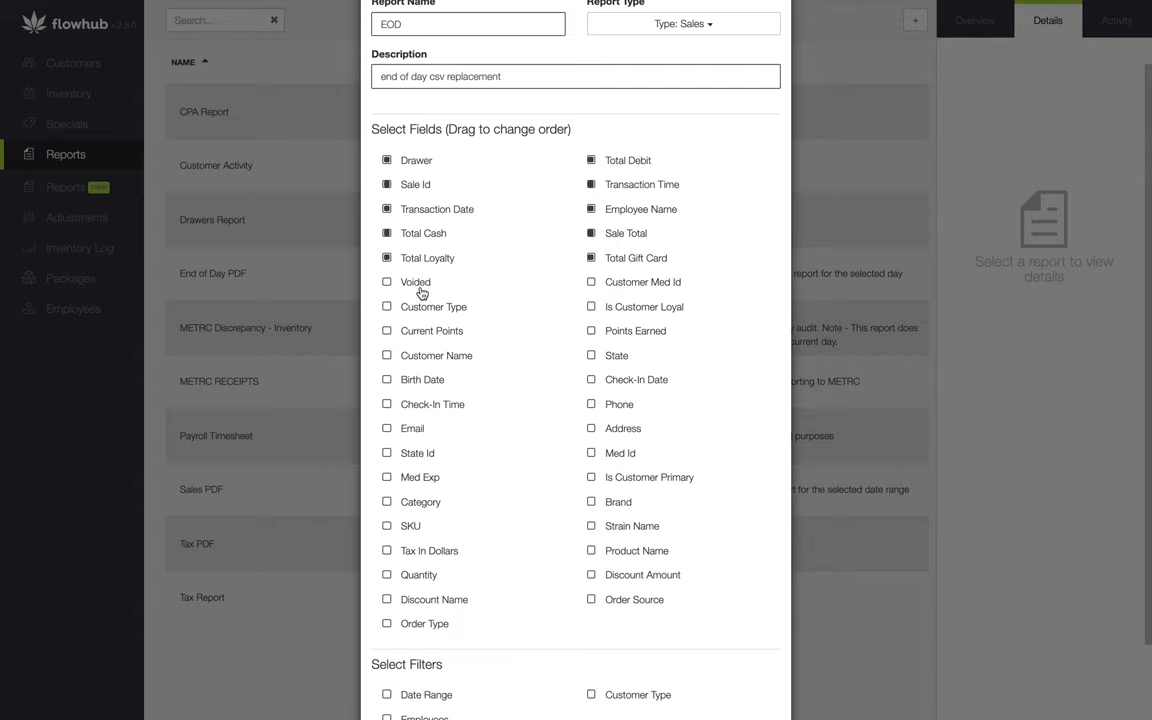 Report Name
Report Type
flowhub v 2.9.0
Search...
Overview
Details
Activity
EOD
Type: Sales
Customers
NAME
Description
Inventory
end of day csv replacement
Specials
CPA Report
Select Fields (Drag to change order)
Reports
Customer Activity
Drawer
Total Debit
Reports new
Sale Id
Transaction Time
Adjustments
Drawers Report
Transaction Date
Employee Name
Inventory Log
Total Cash
Sale Total
Select a report to view
details
Packages
End of Day PDF
Total Loyalty
Total Gift Card
report for the selected day
Employees
Voided
Customer Med Id
Customer Type
Is Customer Loyal
METRC Discrepancy - Inventory
Current Points
Points Earned
y audit. Note - This report does
current day.
Customer Name
State
METRC RECEIPTS
Birth Date
Check-In Date
orting to METRC
Check-In Time
Phone
Payroll Timesheet
Email
Address
purposes
State Id
Med Id
Med Exp
Is Customer Primary
Sales PDF
Category
Brand
rt for the selected date range
SKU
Strain Name
Tax PDF
Tax In Dollars
Product Name
Quantity
Discount Amount
Tax Report
Discount Name
Order Source
Order Type
Select Filters
Date Range
Customer Type
Employees